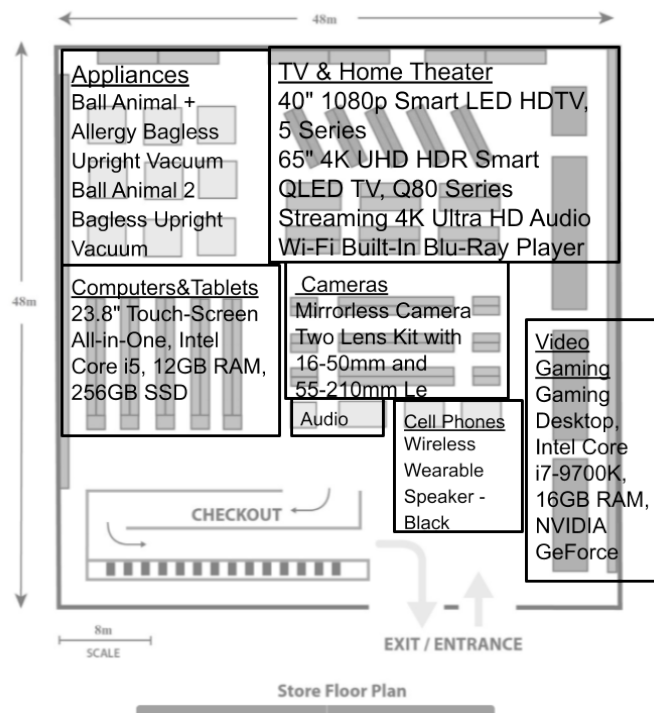 48m
Appliances
Ball Animal +
Allergy Bagless
Upright Vacuum
Ball Animal 2
Bagless Upright
Vacuum
TV & Home Theater
40" 1080p Smart LED HDTV,
5 Series
65" 4K UHD HDR Smart
QLED TV, Q80 Series
Streaming 4K Ultra HD Audio
Wi-Fi Built-In Blu-Ray Player
48m
Computers&Tablets
23.8" Touch-Screen
All-in-One, Intel
Core i5, 12GB RAM,
256GB SSD
Cameras
Mirrorless Camera
Two Lens Kit with
16-50mm and
55-210mm Le
Audio
Cell Phones
Wireless
Wearable
Speaker -
Black
Video
Gaming
Gaming
Desktop,
Intel Core
i7-9700K,
16GB RAM,
NVIDIA
GeForce
CHECKOUT
8m
SCALE
EXIT / ENTRANCE
Store Floor Plan